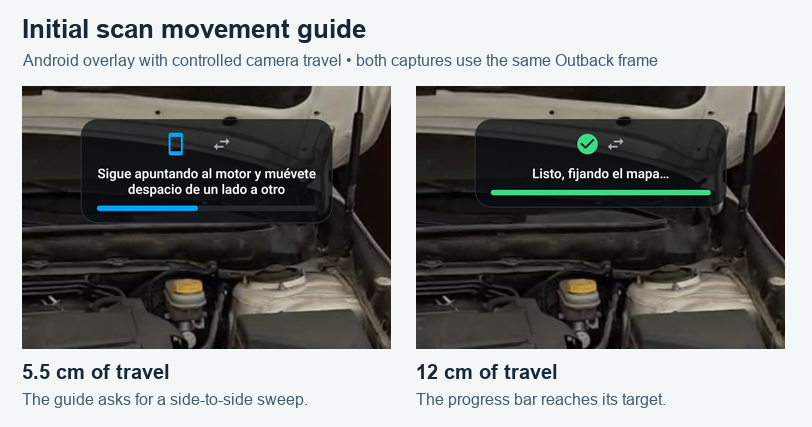 Initial scan movement guide
Android overlay with controlled camera travel • both captures use the same Outback frame
Sigue apuntando al motor y muévete
despacio de un lado a otro
Listo, fijando el mapa…
5.5 cm of travel
The guide asks for a side-to-side sweep.
12 cm of travel
The progress bar reaches its target.